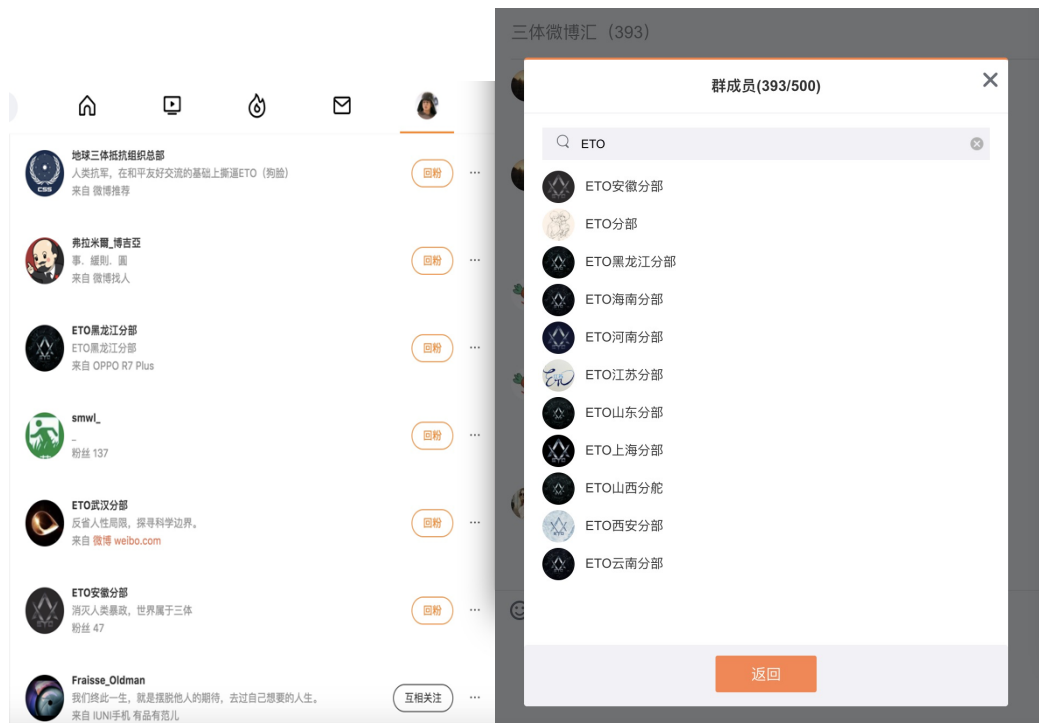 地球三体抵抗组织总部
人类抗军，在和平友好交流的基础上撕逼ETO（狗脸）
来自 微博推荐
回粉
CSS
弗拉米爾_博吉亞
事．緩則．圓
来自 微博找人
回粉
ETO黑龙江分部
ETO黑龙江分部
来自 OPPO R7 Plus
回粉
smwl_
_
粉丝 137
回粉
ETO武汉分部
反省人性局限，探寻科学边界。
来自 微博 weibo.com
回粉
ETO安徽分部
消灭人类暴政，世界属于三体
粉丝 47
回粉
Fraisse_Oldman
我们终此一生，就是摆脱他人的期待，去过自己想要的人生。
来自 IUNI手机 有品有范儿
互相关注
三体微博汇（393）
群成员(393/500)
ETO
ETO安徽分部
ETO分部
ETO黑龙江分部
ETO海南分部
ETO河南分部
ETO江苏分部
ETO山东分部
ETO上海分部
ETO山西分舵
ETO西安分部
ETO云南分部
返回